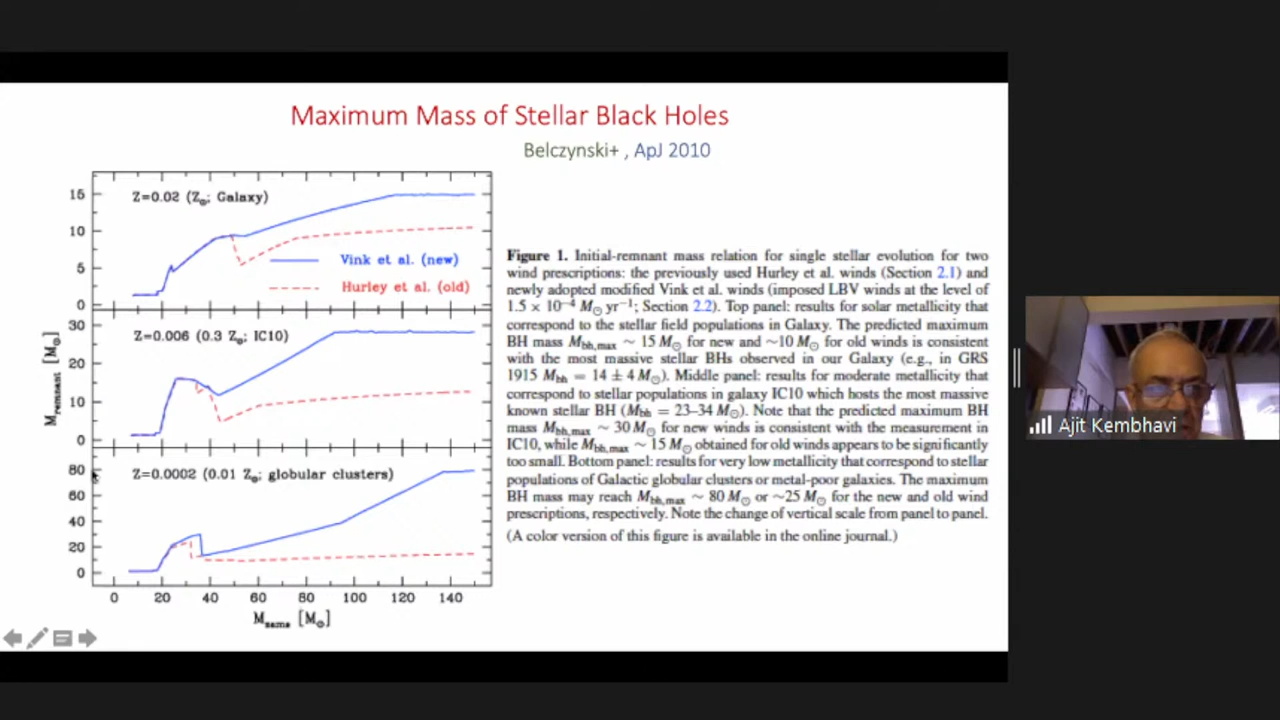 Maximum Mass of Stellar Black Holes
Belczynski+ , ApJ 2010
Z=0.02 (Z⊙; Galaxy)
Vink et al. (new)
Hurley et al. (old)
15
10
5
0
Z=0.006 (0.3 Z⊙; IC10)
30
20
10
0
Z=0.0002 (0.01 Z⊙; globular clusters)
80
60
40
20
0
0 20 40 60 80 100 120 140
M_zams [M⊙]
M_remnant [M⊙]
Figure 1. Initial-remnant mass relation for single stellar evolution for two
wind prescriptions: the previously used Hurley et al. winds (Section 2.1) and
newly adopted modified Vink et al. winds (imposed LBV winds at the level of
1.5 × 10⁻⁴ M⊙ yr⁻¹; Section 2.2). Top panel: results for solar metallicity that
correspond to the stellar field populations in Galaxy. The predicted maximum
BH mass M_bh,max ~ 15 M⊙ for new and ~10 M⊙ for old winds is consistent
with the most massive stellar BHs observed in our Galaxy (e.g., in GRS
1915 M_bh = 14 ± 4 M⊙). Middle panel: results for moderate metallicity that
correspond to stellar populations in galaxy IC10 which hosts the most massive
known stellar BH (M_bh = 23–34 M⊙). Note that the predicted maximum BH
mass M_bh,max ~ 30 M⊙ for new winds is consistent with the measurement in
IC10, while M_bh,max ~ 15 M⊙ obtained for old winds appears to be significantly
too small. Bottom panel: results for very low metallicity that correspond to stellar
populations of Galactic globular clusters or metal-poor galaxies. The maximum
BH mass may reach M_bh,max ~ 80 M⊙ or ~25 M⊙ for the new and old wind
prescriptions, respectively. Note the change of vertical scale from panel to panel.
(A color version of this figure is available in the online journal.)
Ajit Kembhavi